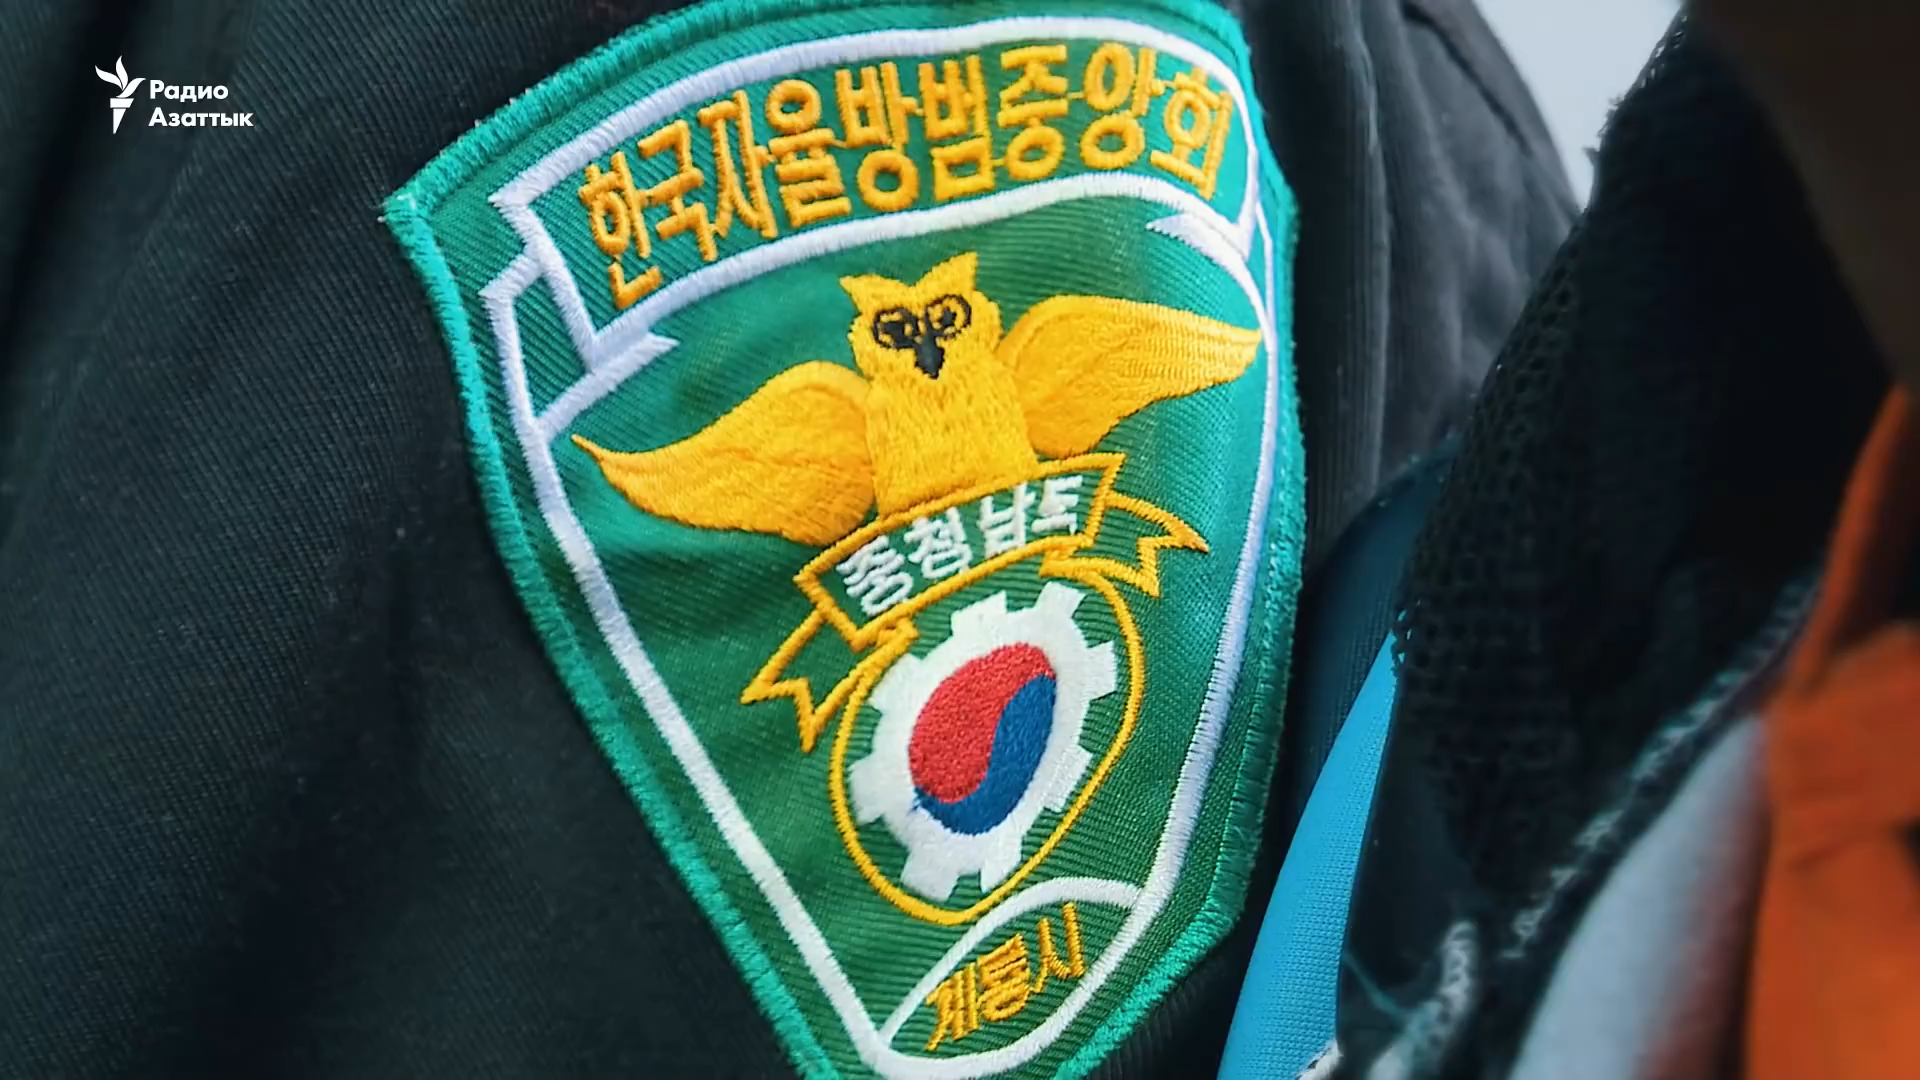 Радио
Азаттык
한국자율방범중앙회
충청남도
계룡시